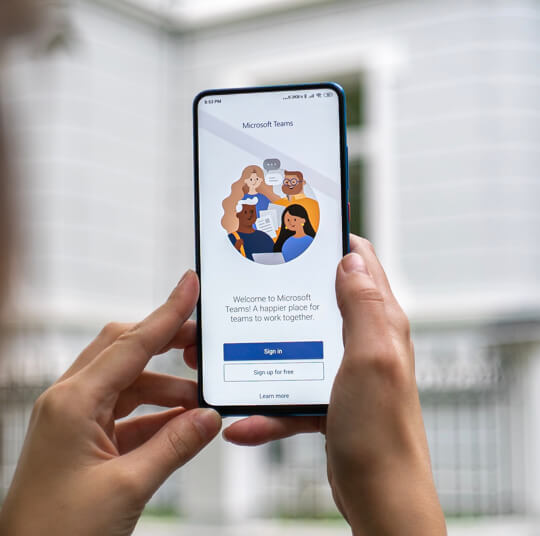 9:53 PM
Microsoft Teams
Welcome to Microsoft
Teams! A happier place for
teams to work together.
Sign in
Sign up for free
Learn more